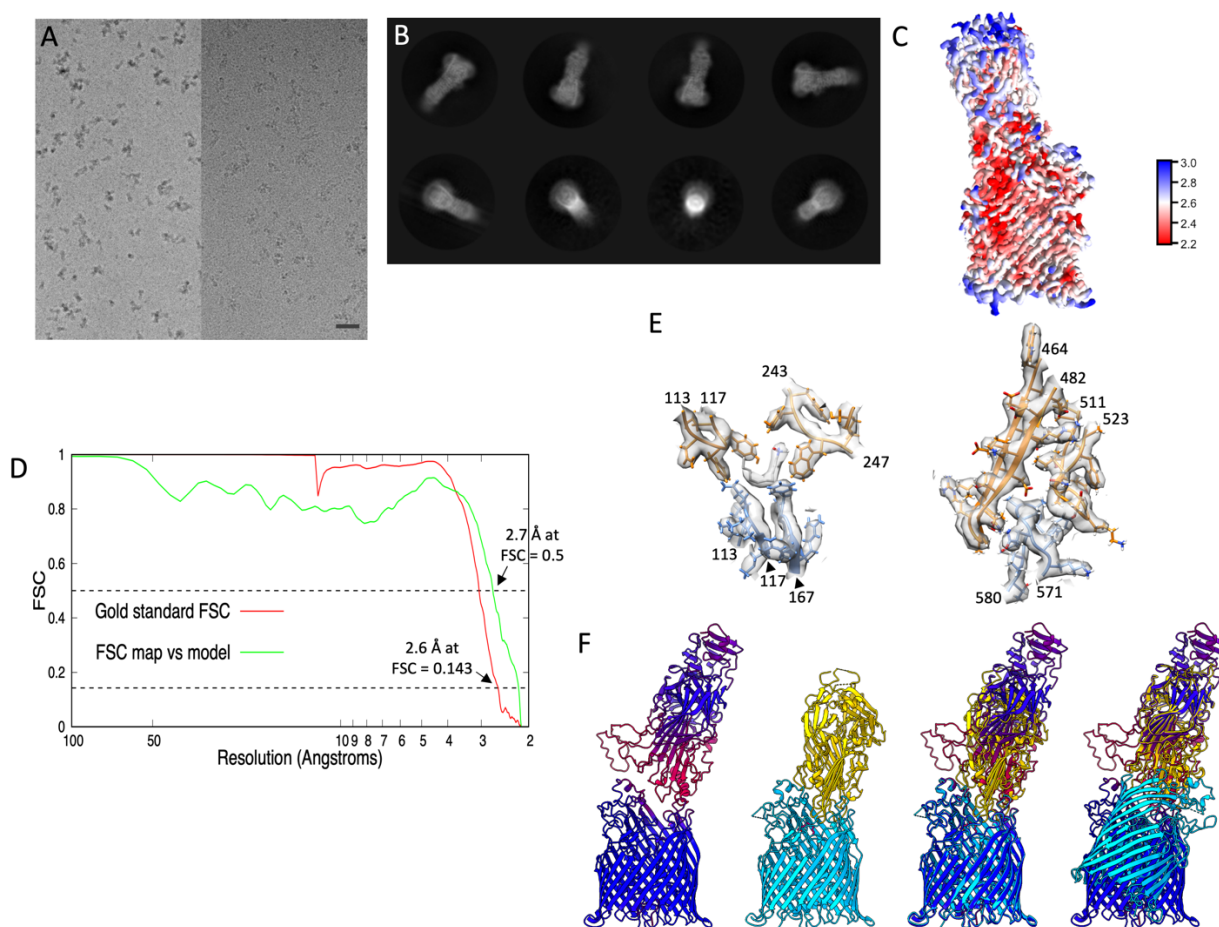 A
B
C
3.0
2.8
2.6
2.4
2.2
E
113 117
243
247
113
117
167
464
482
511
523
580
571
D
1
0.8
0.6
0.4
0.2
0
FSC
2.7 Å at
FSC = 0.5
Gold standard FSC
FSC map vs model
2.6 Å at
FSC = 0.143
100 50 10 9 8 7 6 5 4 3 2
Resolution (Angstroms)
F